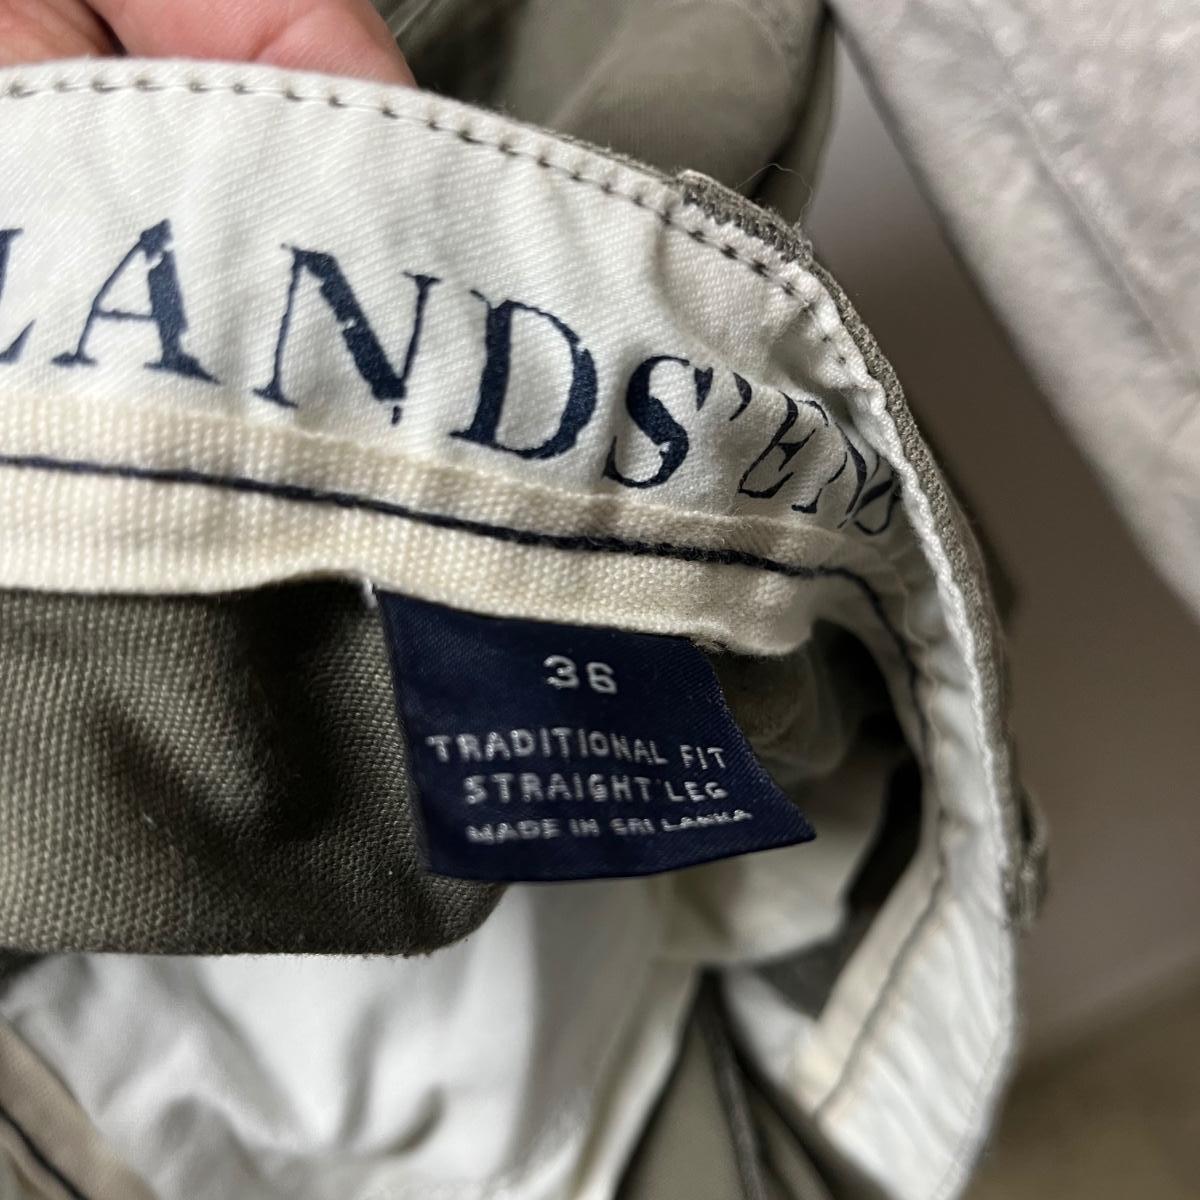 LANDS' END
36
TRADITIONAL FIT
STRAIGHT LEG
MADE IN SRI LANKA